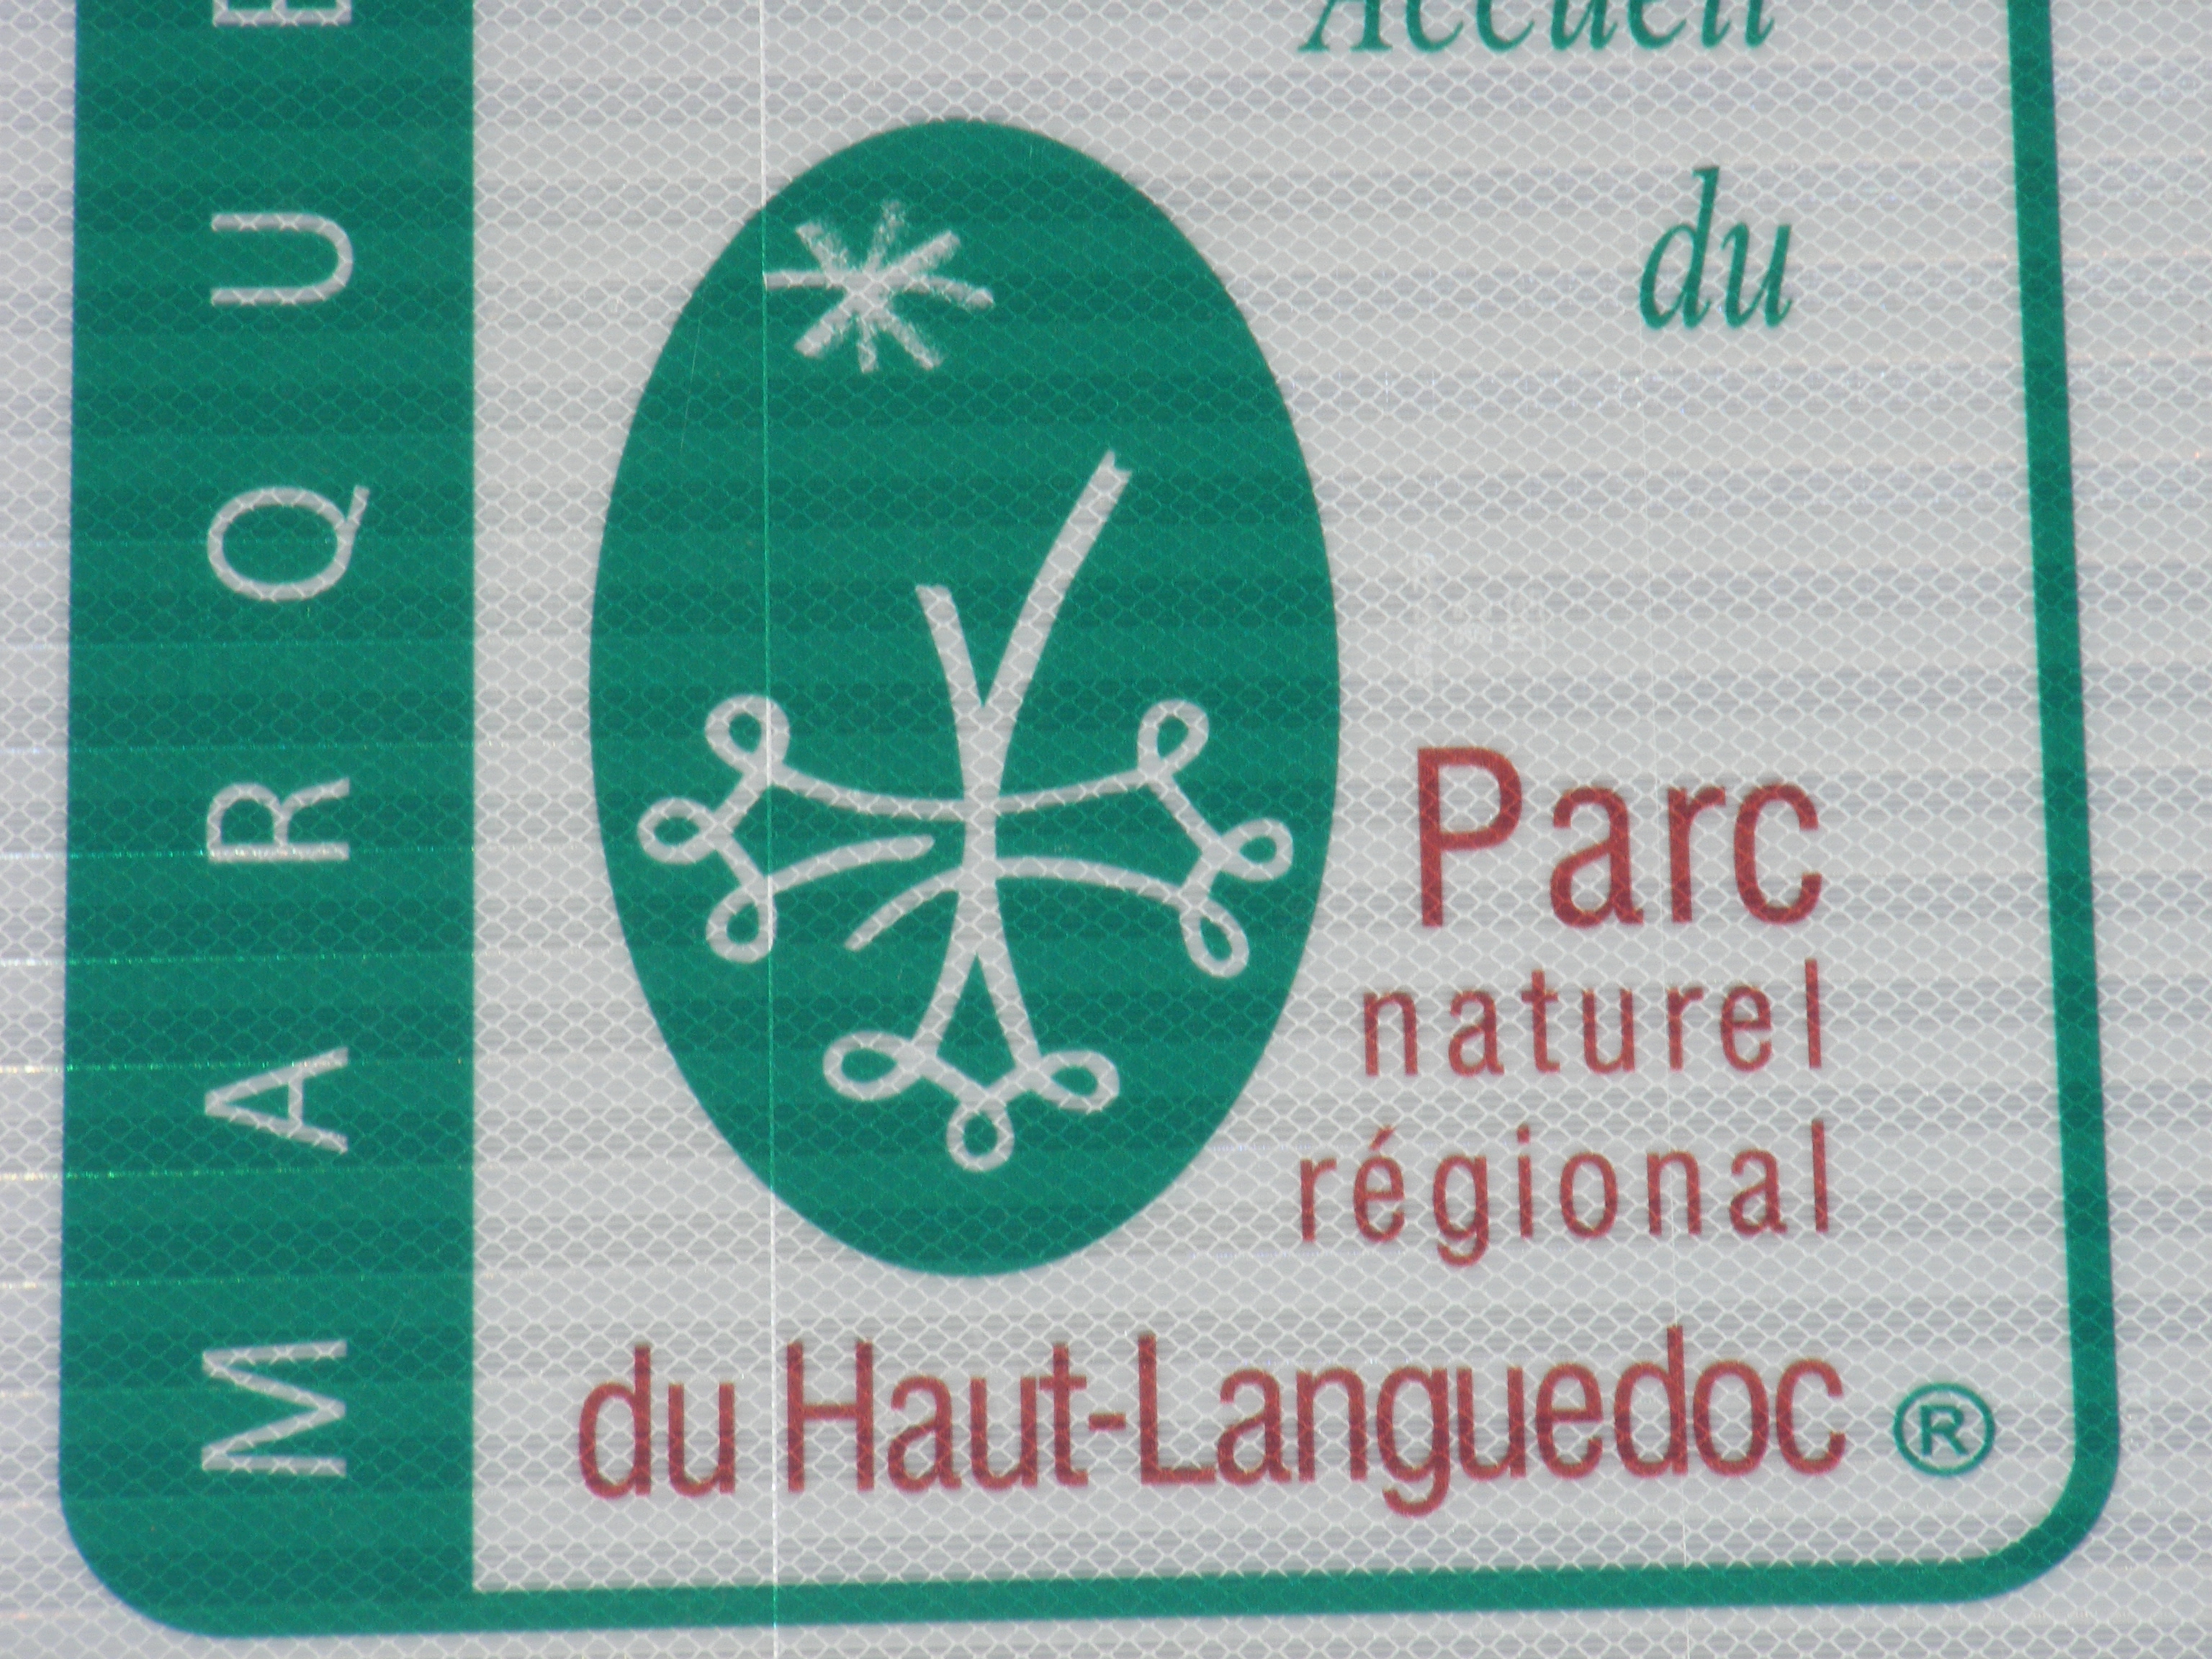 MARQUE
Accueil
du
Parc
naturel
régional
du Haut-Languedoc ®